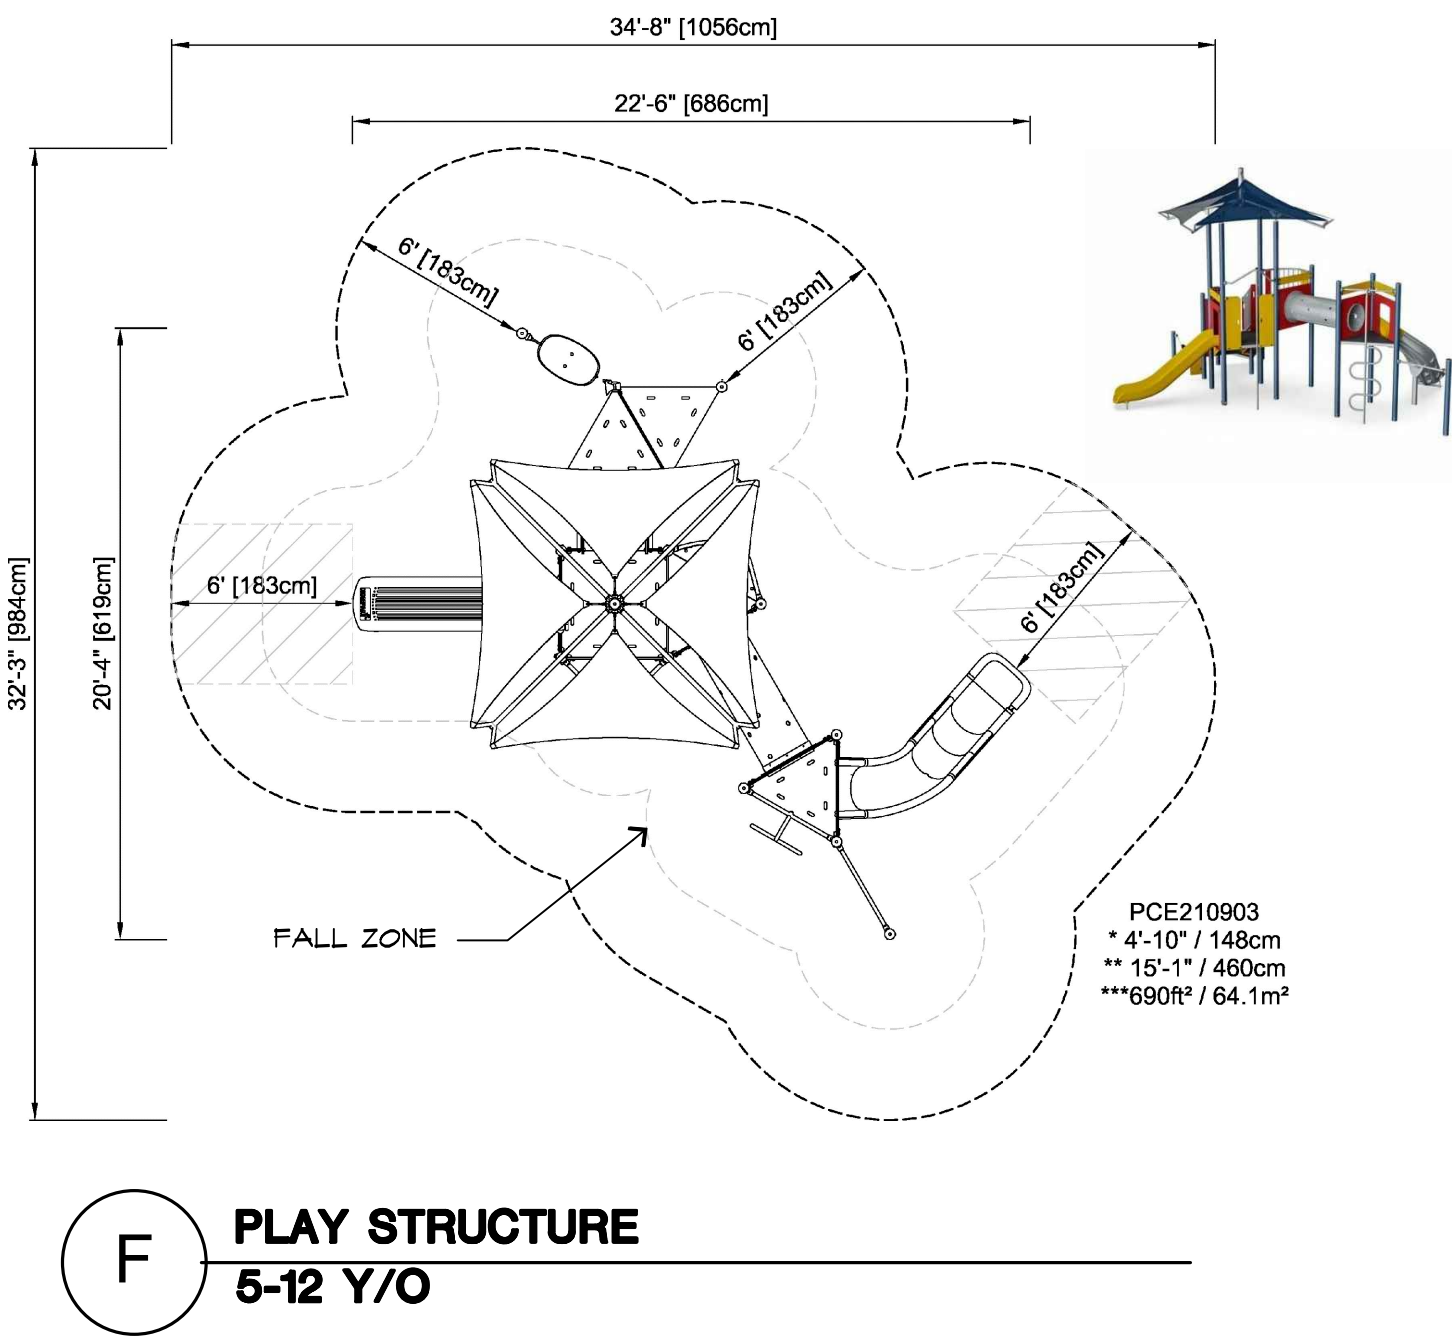 34'-8" [1056cm]
22'-6" [686cm]
6' [183cm]
6' [183cm]
32'-3" [984cm]
20'-4" [619cm]
6' [183cm]
6' [183cm]
FALL ZONE
PCE210903
* 4'-10" / 148cm
** 15'-1" / 460cm
***690ft² / 64.1m²
F
PLAY STRUCTURE
5-12 Y/O